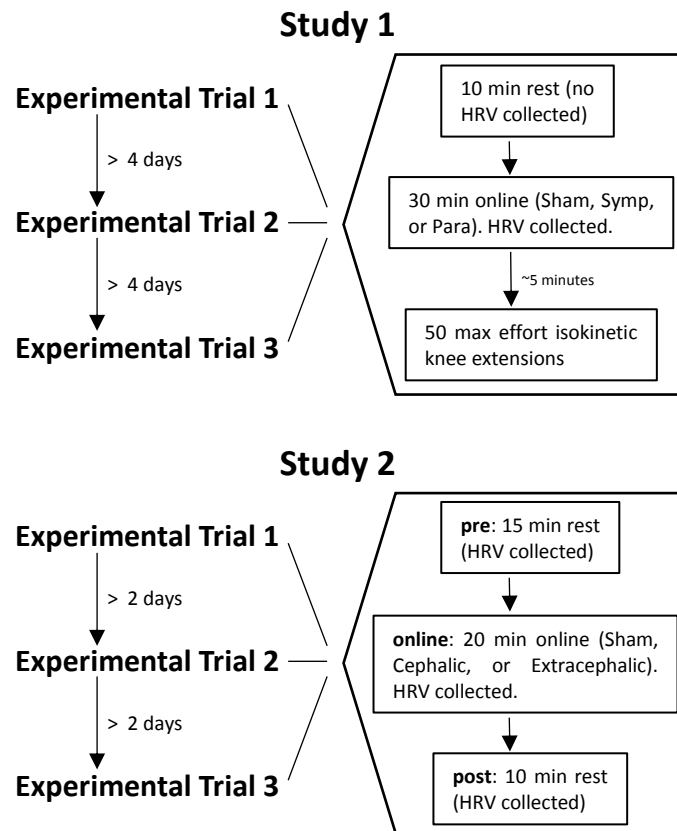 Study 1
Experimental Trial 1
> 4 days
Experimental Trial 2
> 4 days
Experimental Trial 3
10 min rest (no
HRV collected)
30 min online (Sham, Symp,
or Para). HRV collected.
~5 minutes
50 max effort isokinetic
knee extensions
Study 2
Experimental Trial 1
> 2 days
Experimental Trial 2
> 2 days
Experimental Trial 3
pre: 15 min rest
(HRV collected)
online: 20 min online (Sham,
Cephalic, or Extracephalic).
HRV collected.
post: 10 min rest
(HRV collected)